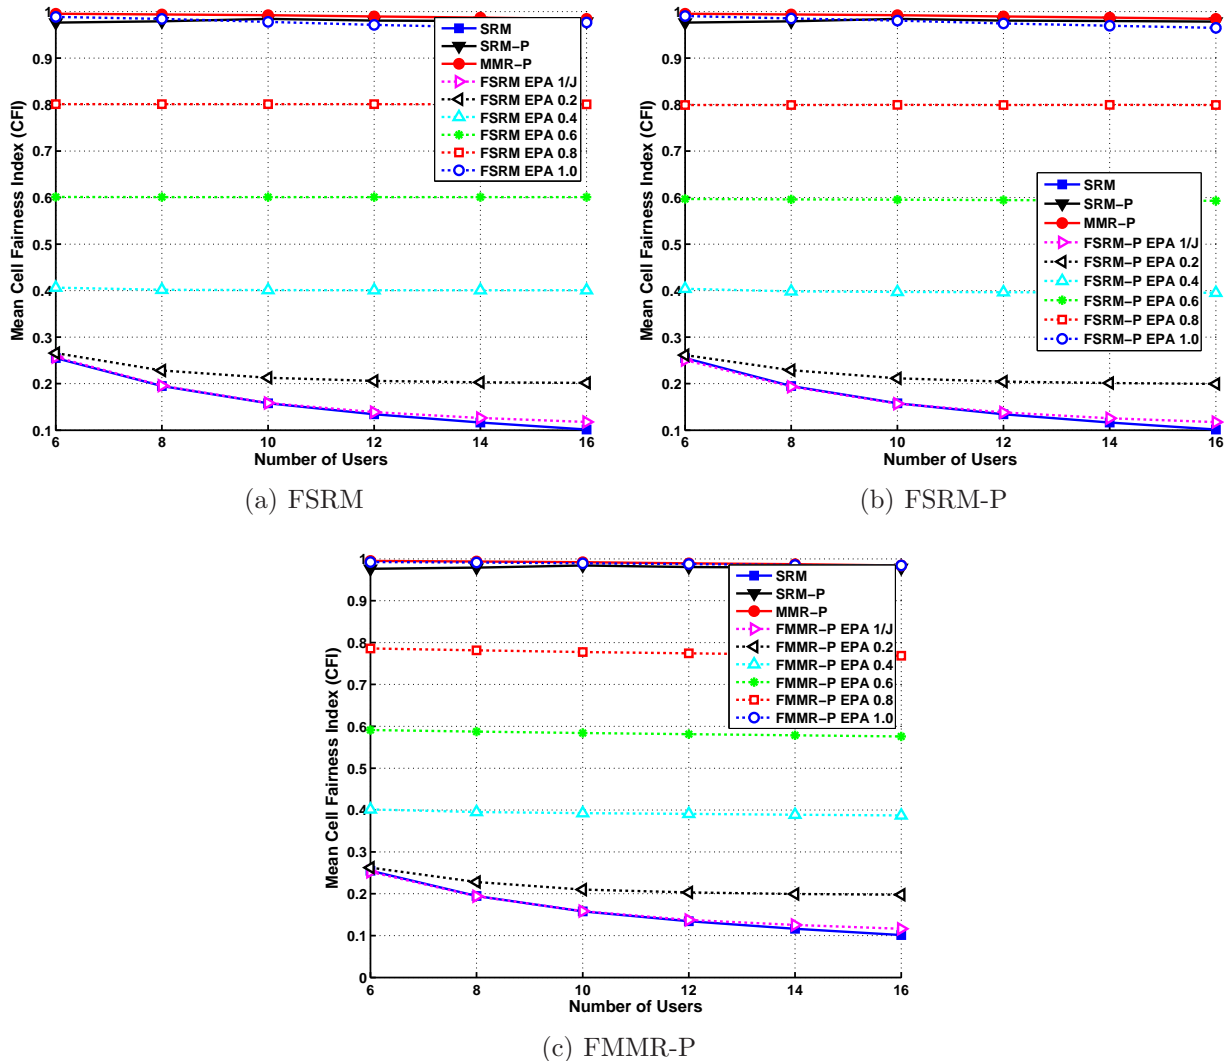 1
0.9
0.8
0.7
0.6
0.5
0.4
0.3
0.2
0.1
6 8 10 12 14 16
Number of Users
Mean Cell Fairness Index (CFI)
SRM
SRM-P
MMR-P
FSRM EPA 1/J
FSRM EPA 0.2
FSRM EPA 0.4
FSRM EPA 0.6
FSRM EPA 0.8
FSRM EPA 1.0
(a) FSRM
1
0.9
0.8
0.7
0.6
0.5
0.4
0.3
0.2
0.1
6 8 10 12 14 16
Number of Users
Mean Cell Fairness Index (CFI)
SRM
SRM-P
MMR-P
FSRM-P EPA 1/J
FSRM-P EPA 0.2
FSRM-P EPA 0.4
FSRM-P EPA 0.6
FSRM-P EPA 0.8
FSRM-P EPA 1.0
(b) FSRM-P
1
0.9
0.8
0.7
0.6
0.5
0.4
0.3
0.2
0.1
0
6 8 10 12 14 16
Number of Users
Mean Cell Fairness Index (CFI)
SRM
SRM-P
MMR-P
FMMR-P EPA 1/J
FMMR-P EPA 0.2
FMMR-P EPA 0.4
FMMR-P EPA 0.6
FMMR-P EPA 0.8
FMMR-P EPA 1.0
(c) FMMR-P